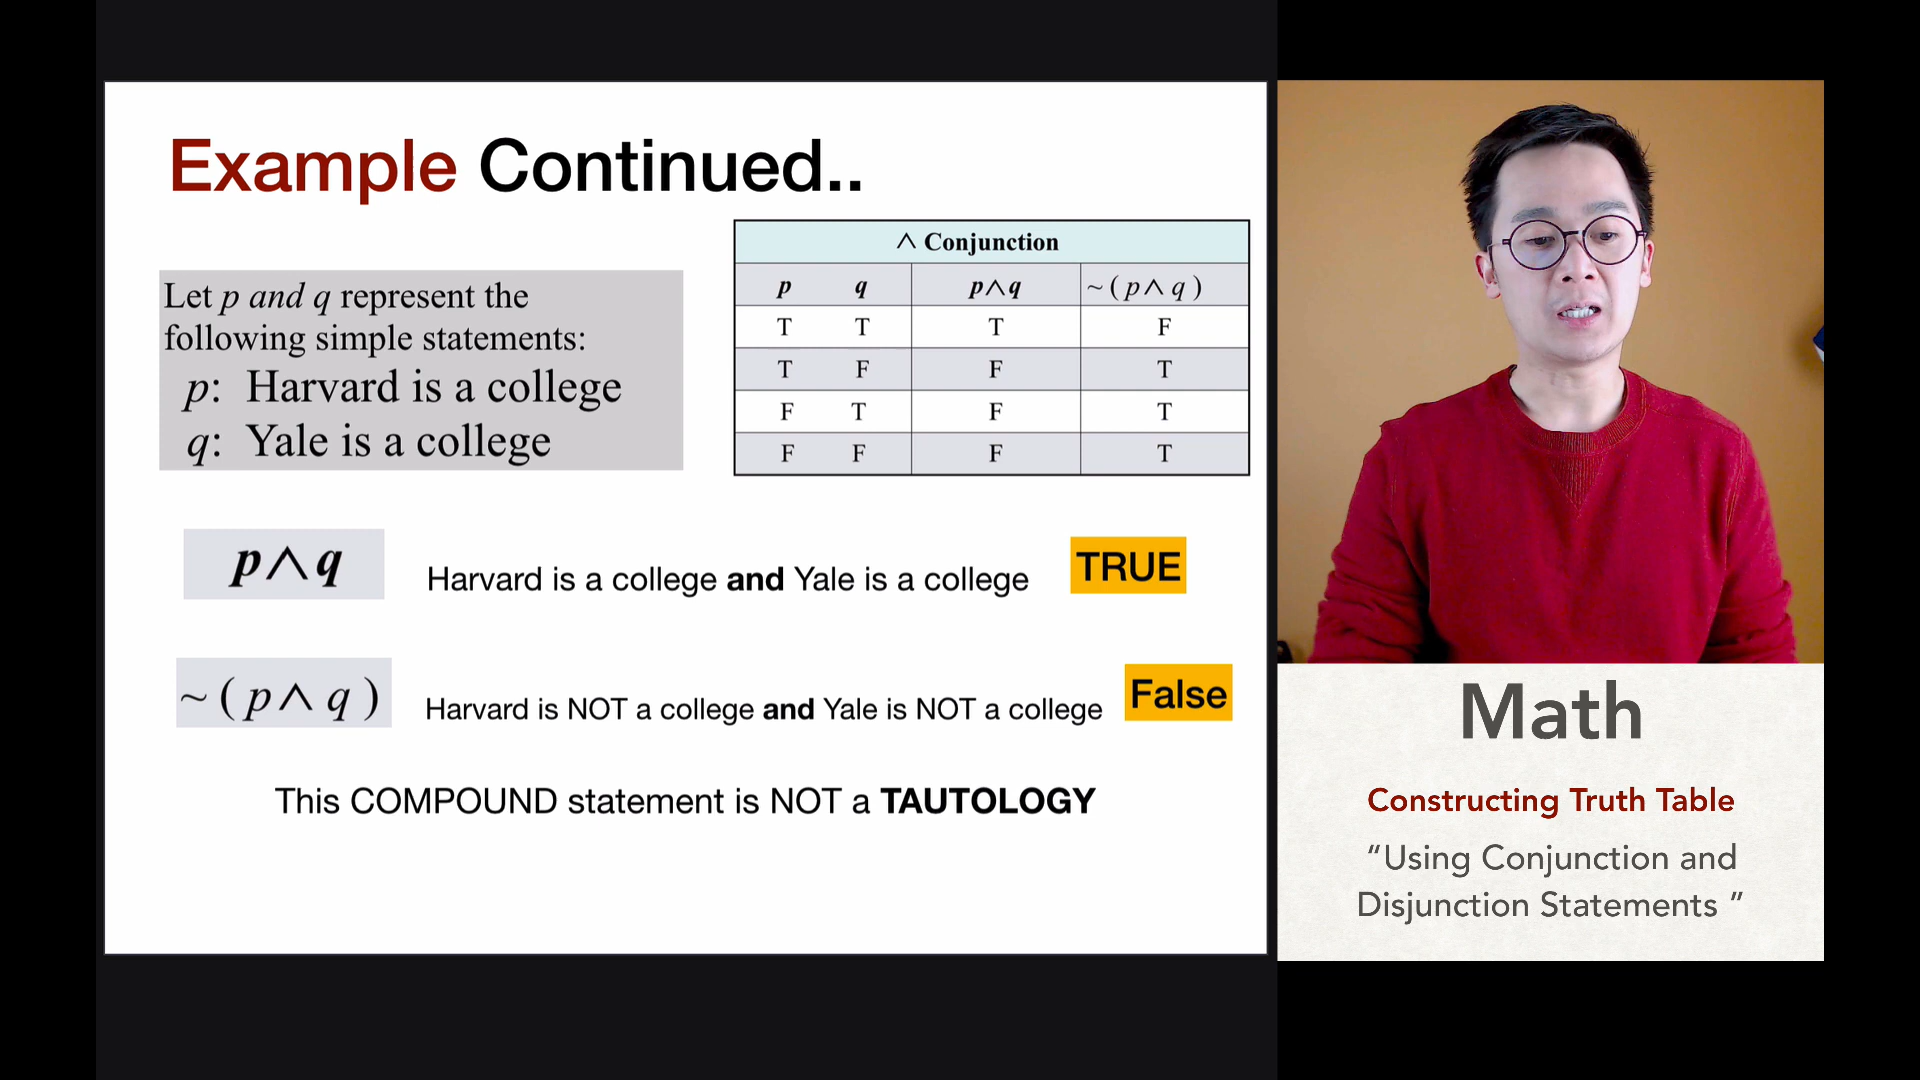 Example Continued..
Let p and q represent the
following simple statements:
p: Harvard is a college
q: Yale is a college
∧ Conjunction
p q p∧q ~(p∧q)
T T T F
T F F T
F T F T
F F F T
p∧q Harvard is a college and Yale is a college TRUE
~(p∧q) Harvard is NOT a college and Yale is NOT a college False
This COMPOUND statement is NOT a TAUTOLOGY
Math
Constructing Truth Table
“Using Conjunction and
Disjunction Statements ”